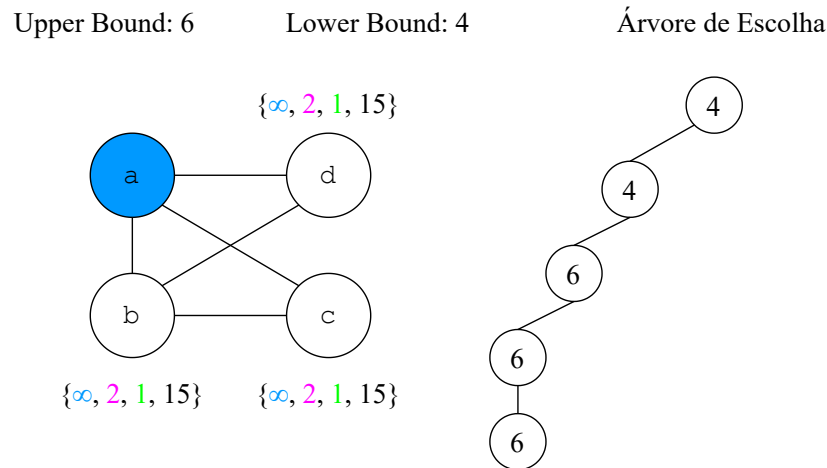 Upper Bound: 6 Lower Bound: 4 Árvore de Escolha
{∞, 2, 1, 15}
4
a d
4
6
b c
6
{∞, 2, 1, 15} {∞, 2, 1, 15}
6